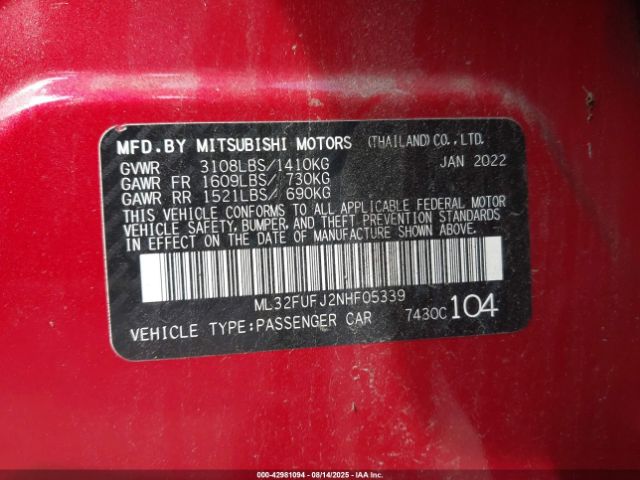 MFD.BY MITSUBISHI MOTORS (THAILAND)CO.,LTD.
GVWR 3108LBS/1410KG JAN 2022
GAWR FR 1609LBS/ 730KG
GAWR RR 1521LBS/ 690KG
THIS VEHICLE CONFORMS TO ALL APPLICABLE FEDERAL MOTOR
VEHICLE SAFETY, BUMPER, AND THEFT PREVENTION STANDARDS
IN EFFECT ON THE DATE OF MANUFACTURE SHOWN ABOVE.
ML32FUFJ2NHF05339
VEHICLE TYPE:PASSENGER CAR 7430C 104
000-42981094 - 08/14/2025 - IAAI.COM